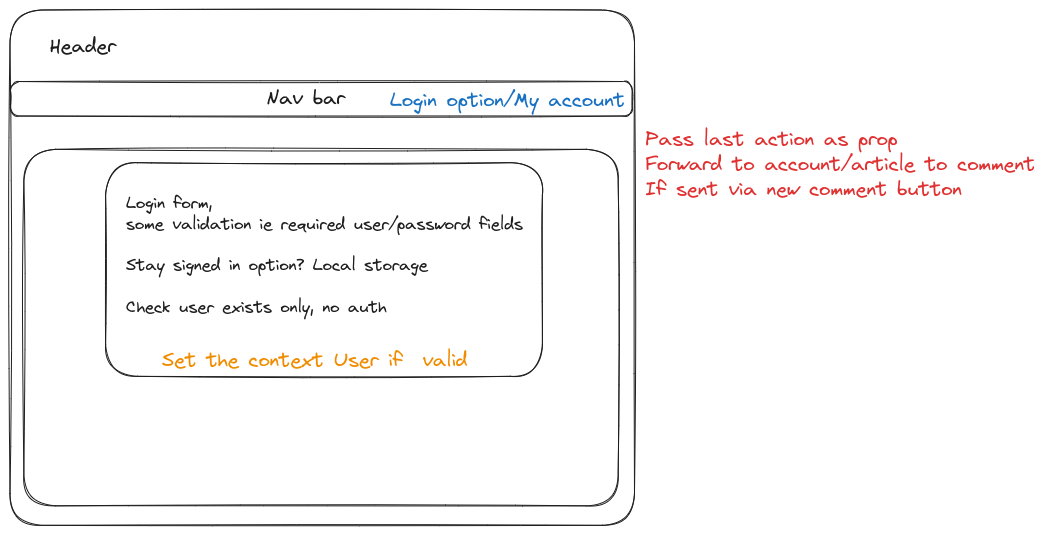 Header
Nav bar
Login option/My account
Pass last action as prop
Forward to account/article to comment
If sent via new comment button
Login form,
some validation ie required user/password fields
Stay signed in option? Local storage
Check user exists only, no auth
Set the context User if valid